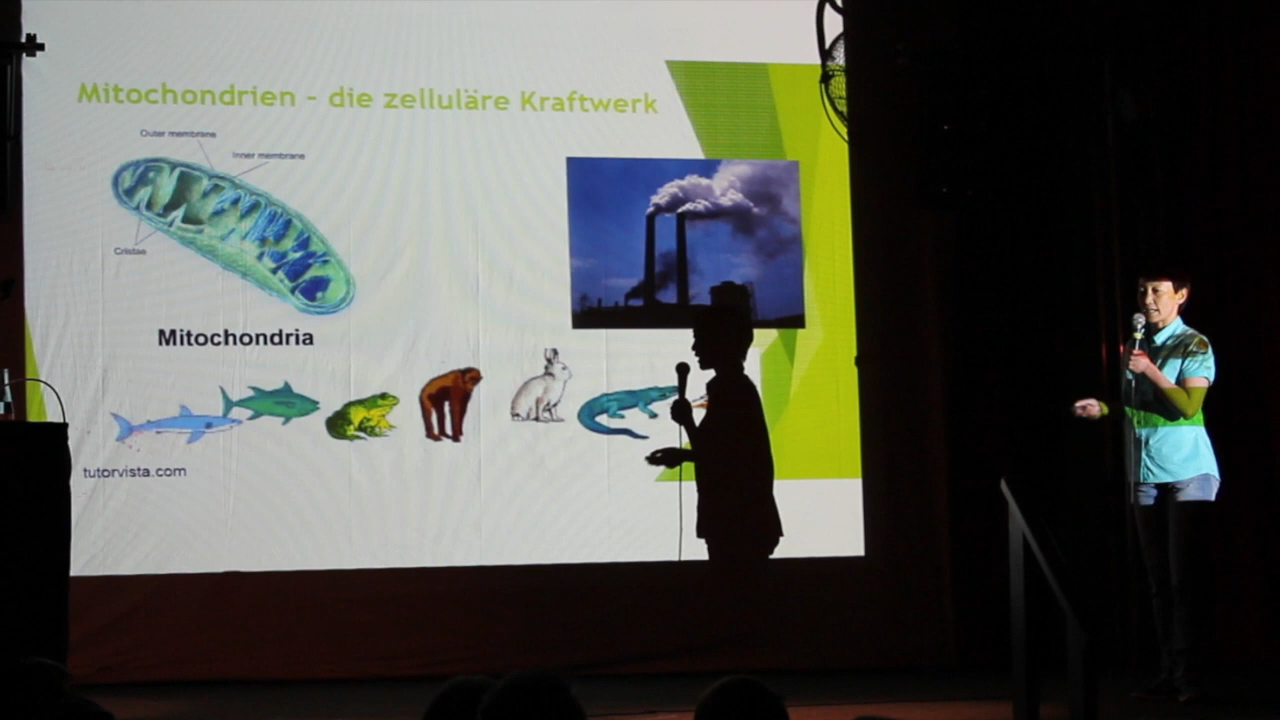 Mitochondrien - die zelluläre Kraftwerk
Outer membrane
Inner membrane
Cristae
Mitochondria
tutorvista.com